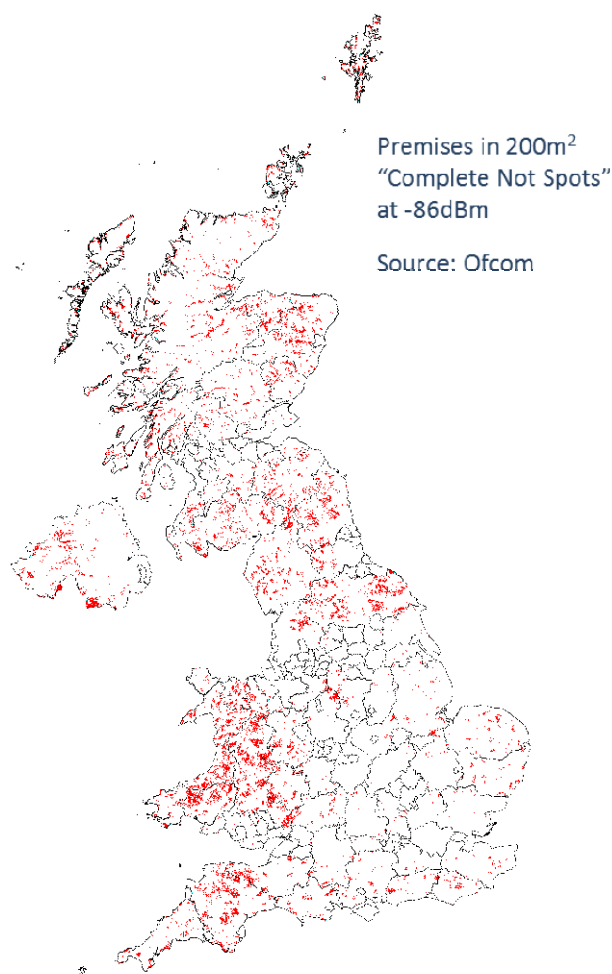 Premises in 200m²
“Complete Not Spots”
at -86dBm
Source: Ofcom